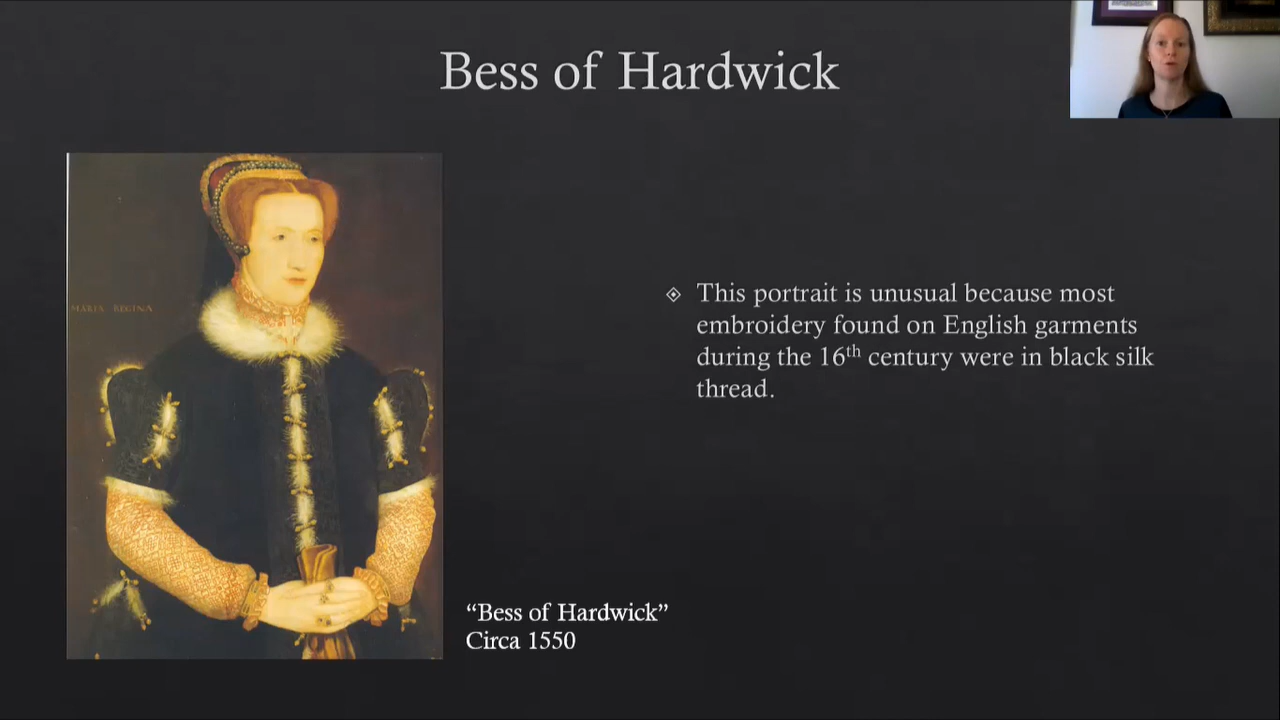 Bess of Hardwick
MARIA REGINA
This portrait is unusual because most
embroidery found on English garments
during the 16th century were in black silk
thread.
“Bess of Hardwick”
Circa 1550